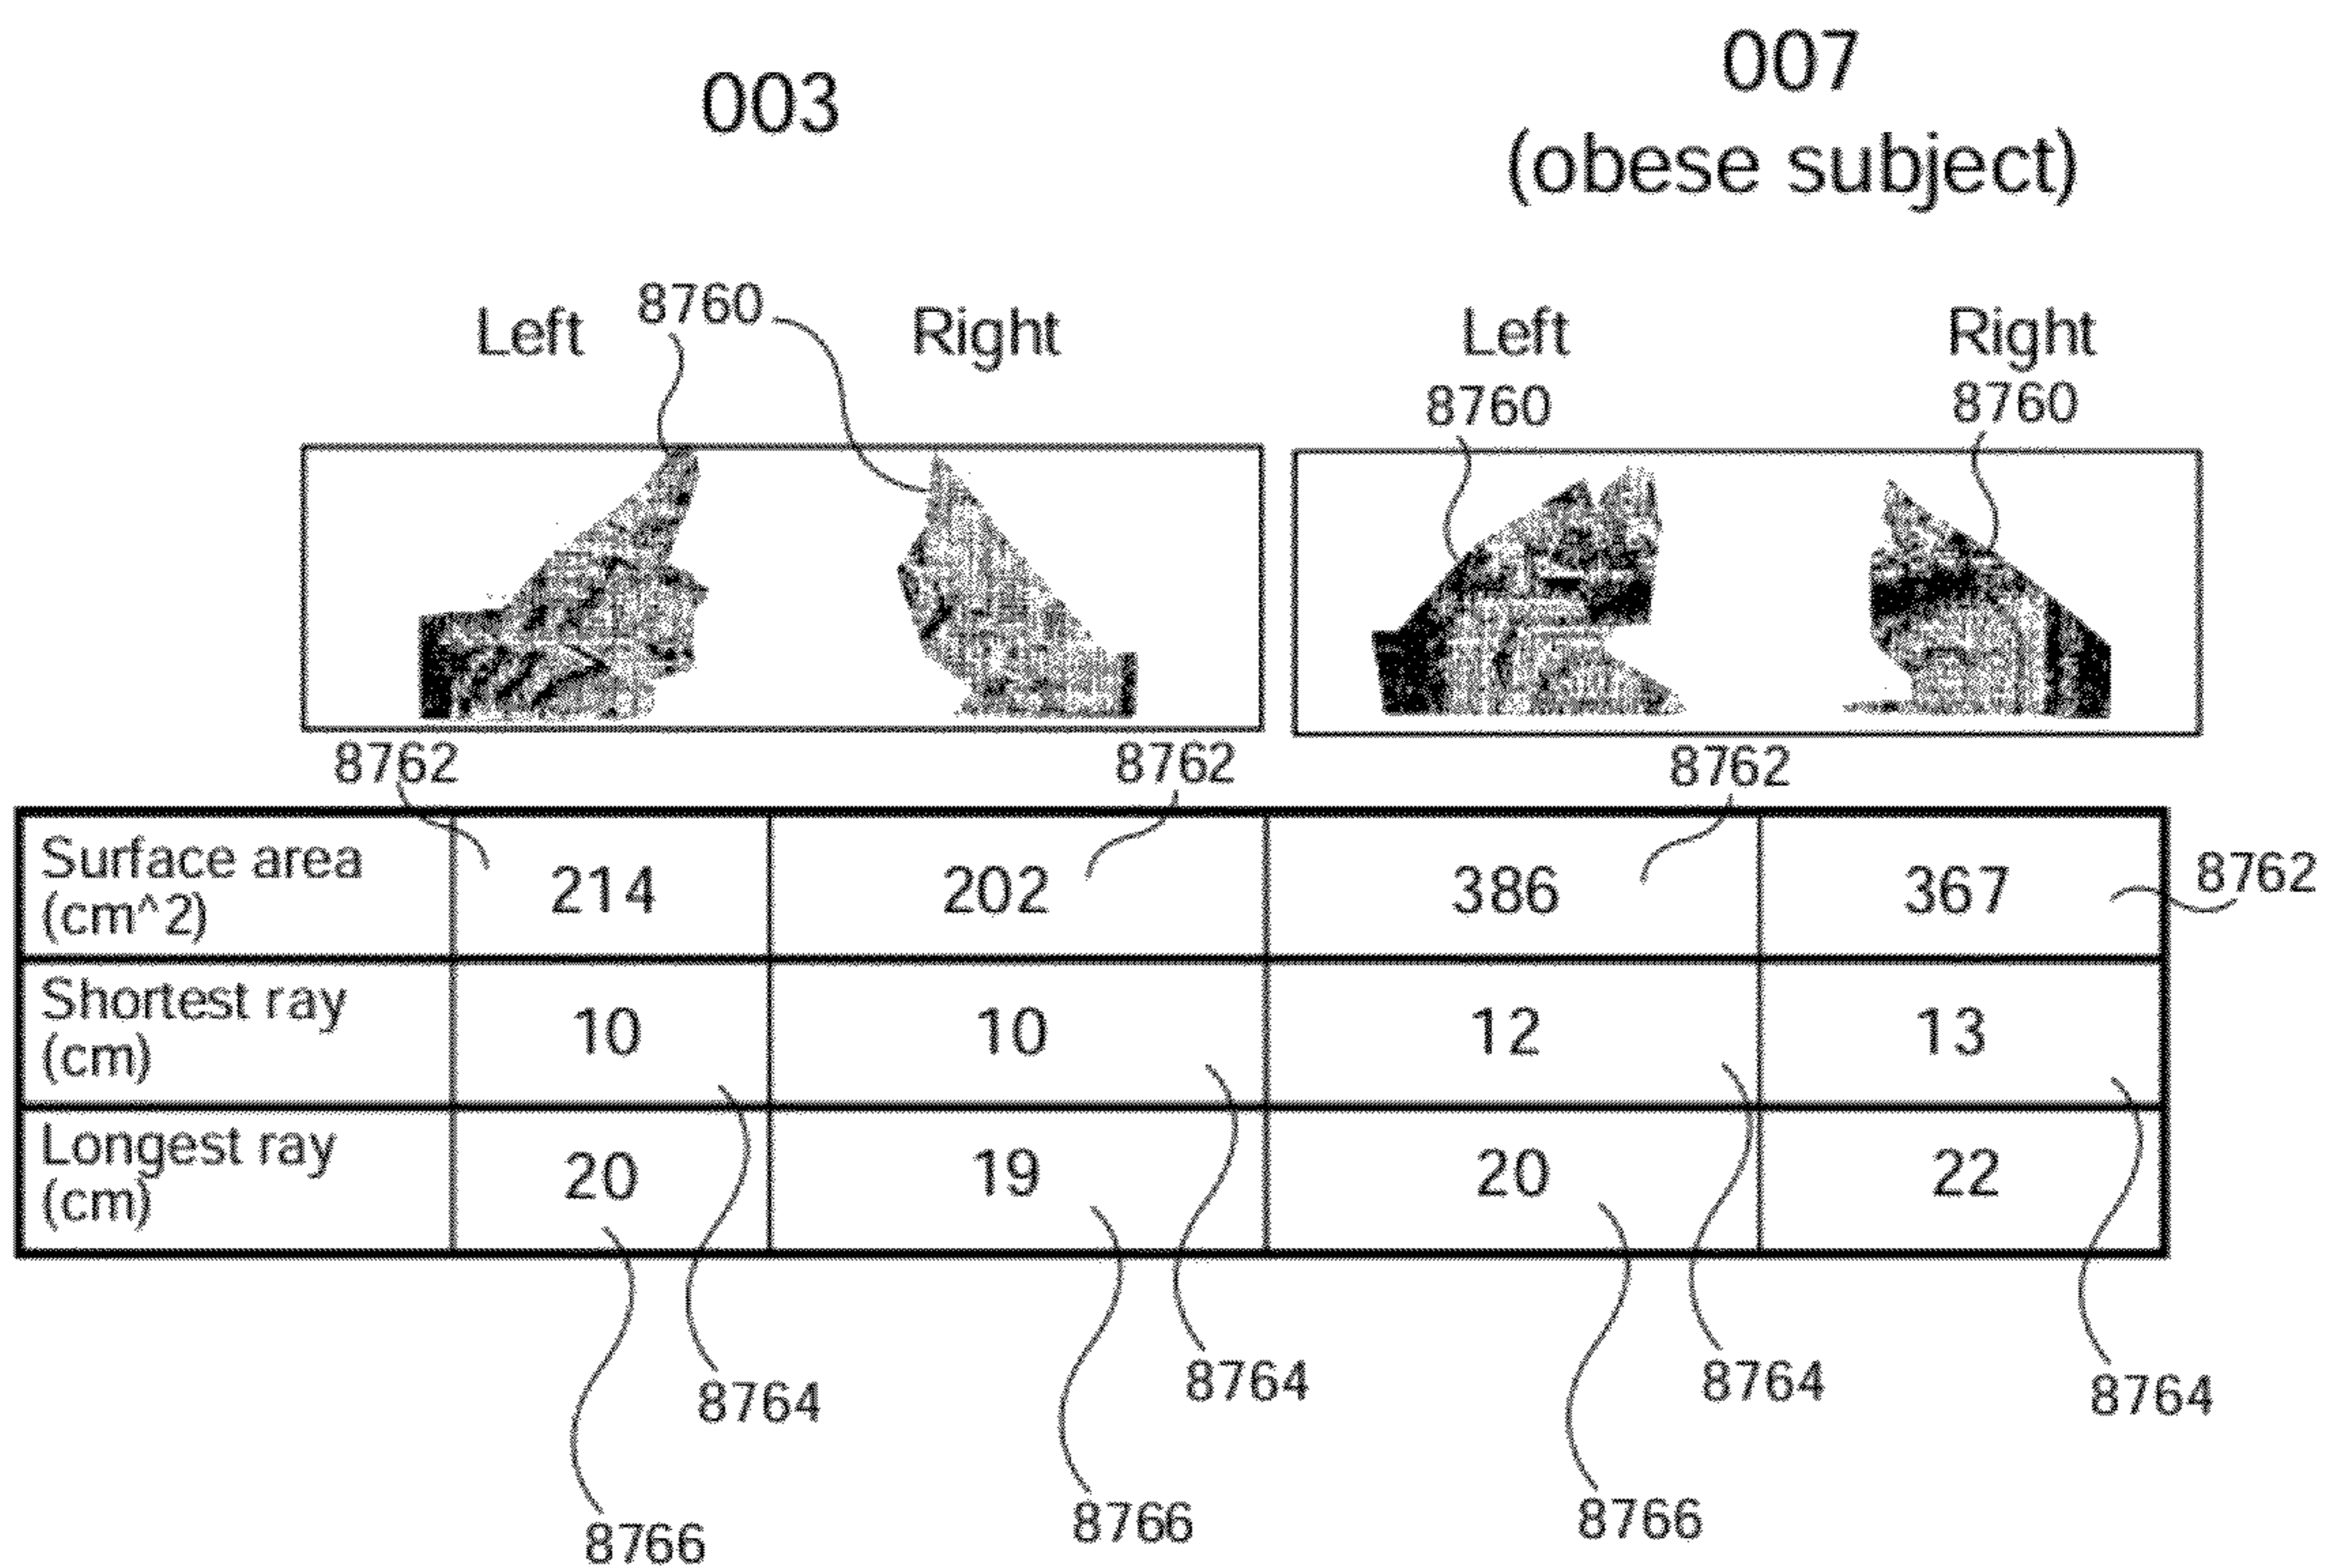 003
007
(obese subject)
Left 8760 Right
Left Right
8760 8760
8762 8762 8762
Surface area
(cm^2)
214 202 386 367 8762
Shortest ray
(cm)
10 10 12 13
Longest ray
(cm)
20 19 20 22
8764 8764 8764 8764
8766 8766 8766